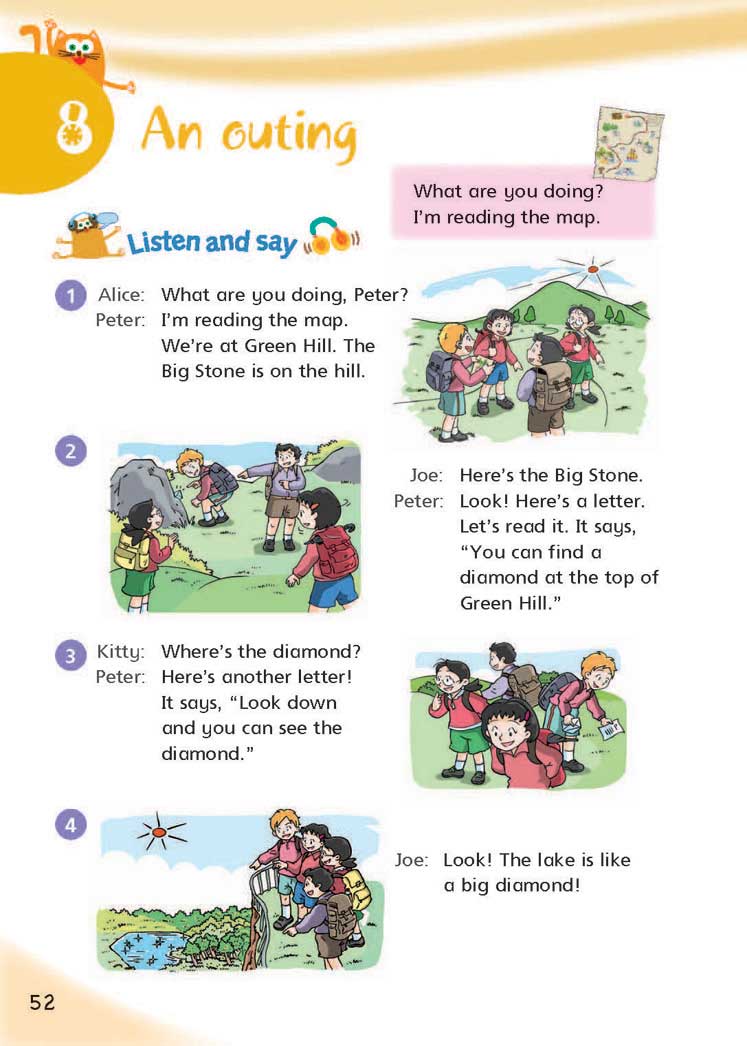 8 An outing
What are you doing?
I'm reading the map.
Listen and say
1 Alice: What are you doing, Peter?
Peter: I'm reading the map.
We're at Green Hill. The
Big Stone is on the hill.
2
Joe: Here's the Big Stone.
Peter: Look! Here's a letter.
Let's read it. It says,
"You can find a
diamond at the top of
Green Hill."
3 Kitty: Where's the diamond?
Peter: Here's another letter!
It says, "Look down
and you can see the
diamond."
4
Joe: Look! The lake is like
a big diamond!
52